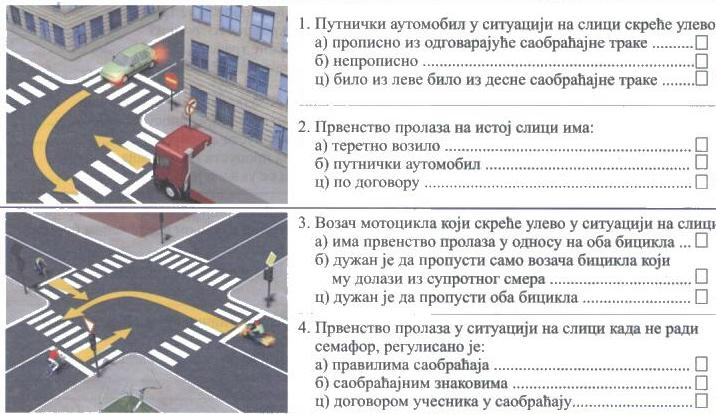 1. Путнички аутомобил у ситуацији на слици скреће улево
а) прописно из одговарајуће саобраћајне траке ..........
б) непрописно ..........
ц) било из леве било из десне саобраћајне траке ........
2. Првенство пролаза на истој слици има:
а) теретно возило ..........
б) путнички аутомобил ..........
ц) по договору ..........
3. Возач мотоцикла који скреће улево у ситуацији на слици
а) има првенство пролаза у односу на оба бицикла ...
б) дужан је да пропусти само возача бицикла који
му долази из супротног смера ..........
ц) дужан је да пропусти оба бицикла ..........
4. Првенство пролаза у ситуацији на слици када не ради
семафор, регулисано је:
а) правилима саобраћаја ..........
б) саобраћајним знаковима ..........
ц) договором учесника у саобраћају..........